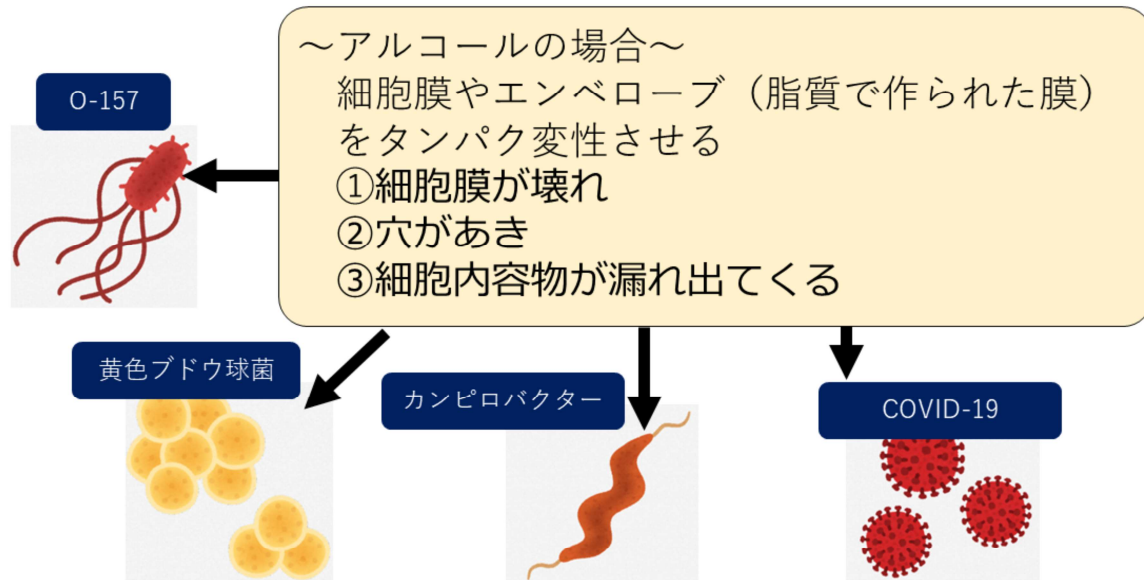 ～アルコールの場合～
細胞膜やエンベローブ（脂質で作られた膜）
をタンパク変性させる
①細胞膜が壊れ
②穴があき
③細胞内容物が漏れ出てくる
O-157
黄色ブドウ球菌
カンピロバクター
COVID-19